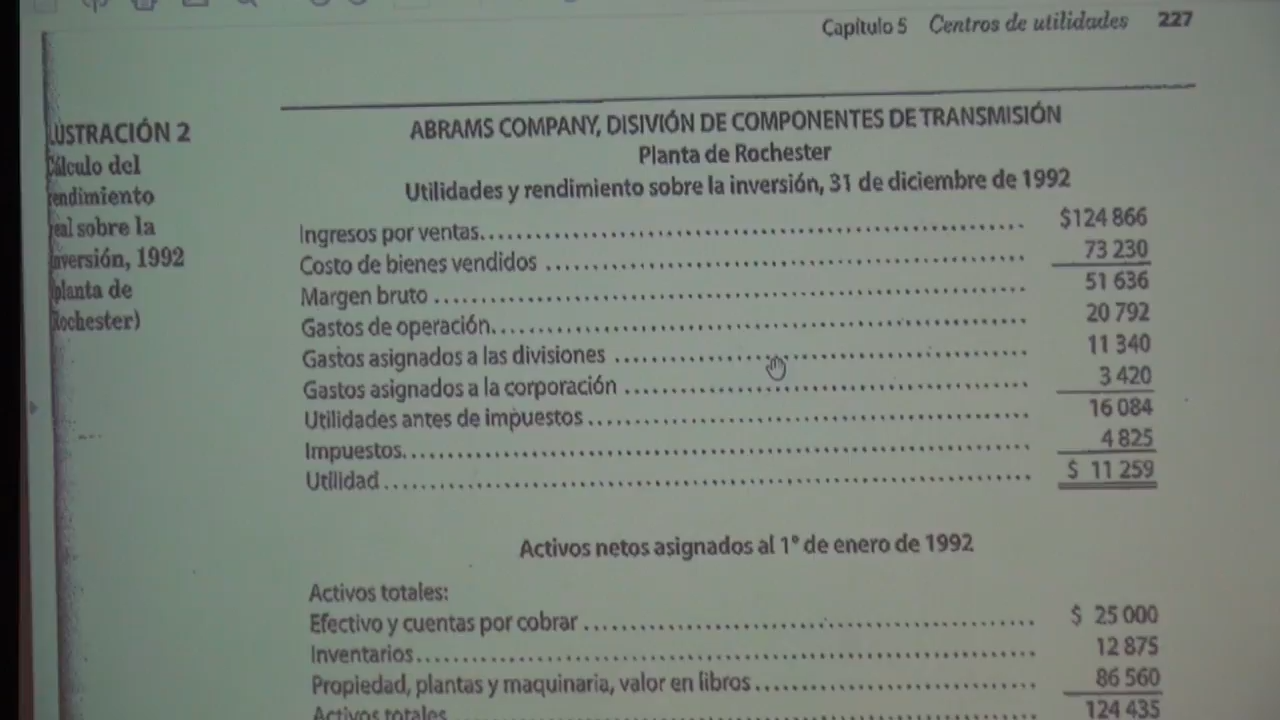 Capítulo 5 Centros de utilidades 227
LUSTRACIÓN 2
Cálculo del
rendimiento
real sobre la
nversión, 1992
planta de
Rochester)
ABRAMS COMPANY, DISIVIÓN DE COMPONENTES DE TRANSMISIÓN
Planta de Rochester
Utilidades y rendimiento sobre la inversión, 31 de diciembre de 1992
Ingresos por ventas $124 866
Costo de bienes vendidos 73 230
Margen bruto 51 636
Gastos de operación 20 792
Gastos asignados a las divisiones 11 340
Gastos asignados a la corporación 3 420
Utilidades antes de impuestos 16 084
Impuestos 4 825
Utilidad $ 11 259
Activos netos asignados al 1° de enero de 1992
Activos totales:
Efectivo y cuentas por cobrar $ 25 000
Inventarios 12 875
Propiedad, plantas y maquinaria, valor en libros 86 560
Activos totales 124 435